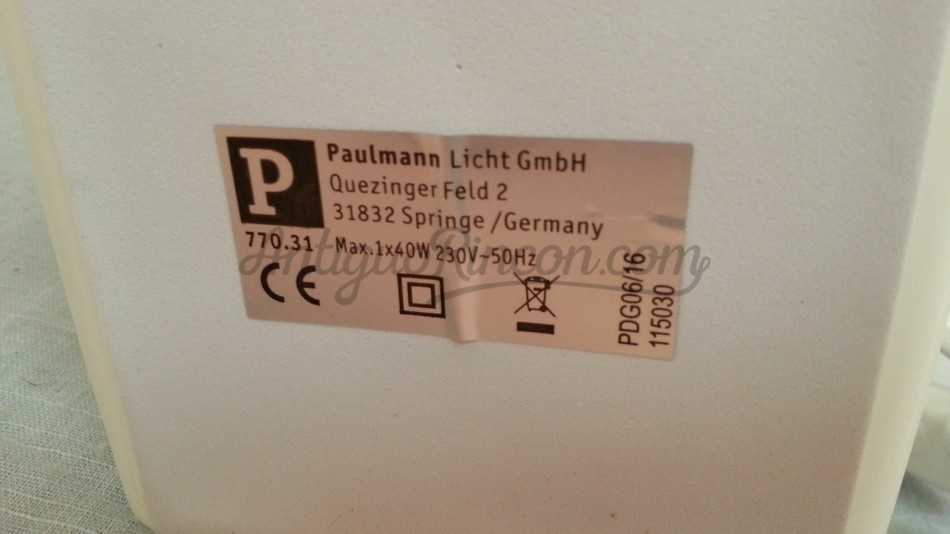 P
Paulmann Licht GmbH
Quezinger Feld 2
31832 Springe /Germany
770.31 Max.1x40W 230V~50Hz
CE
PDG06/16
115030
AntiguoRincon.com